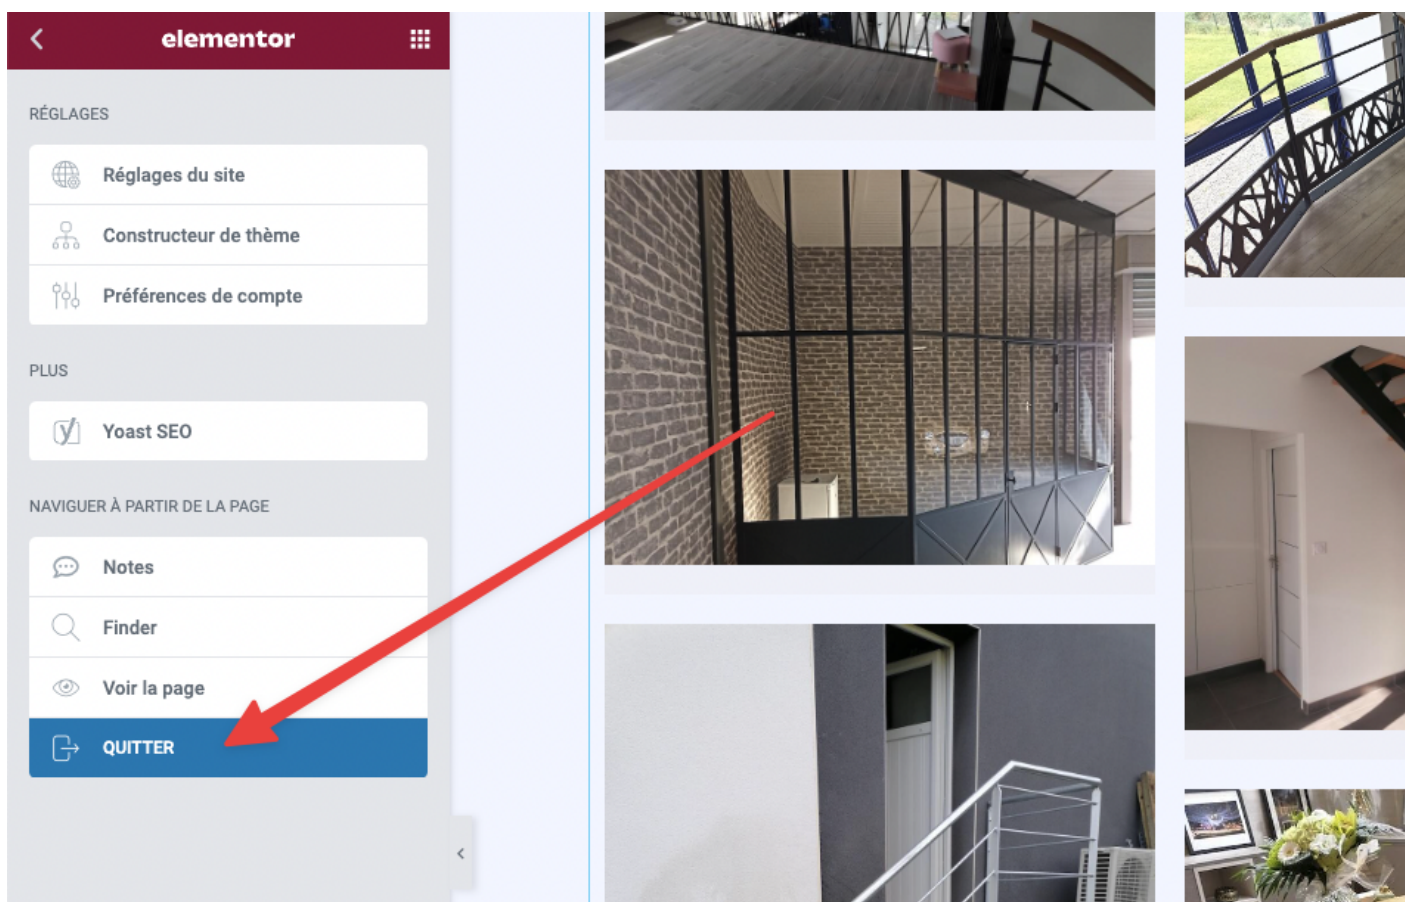 elementor
RÉGLAGES
Réglages du site
Constructeur de thème
Préférences de compte
PLUS
Yoast SEO
NAVIGUER À PARTIR DE LA PAGE
Notes
Finder
Voir la page
QUITTER